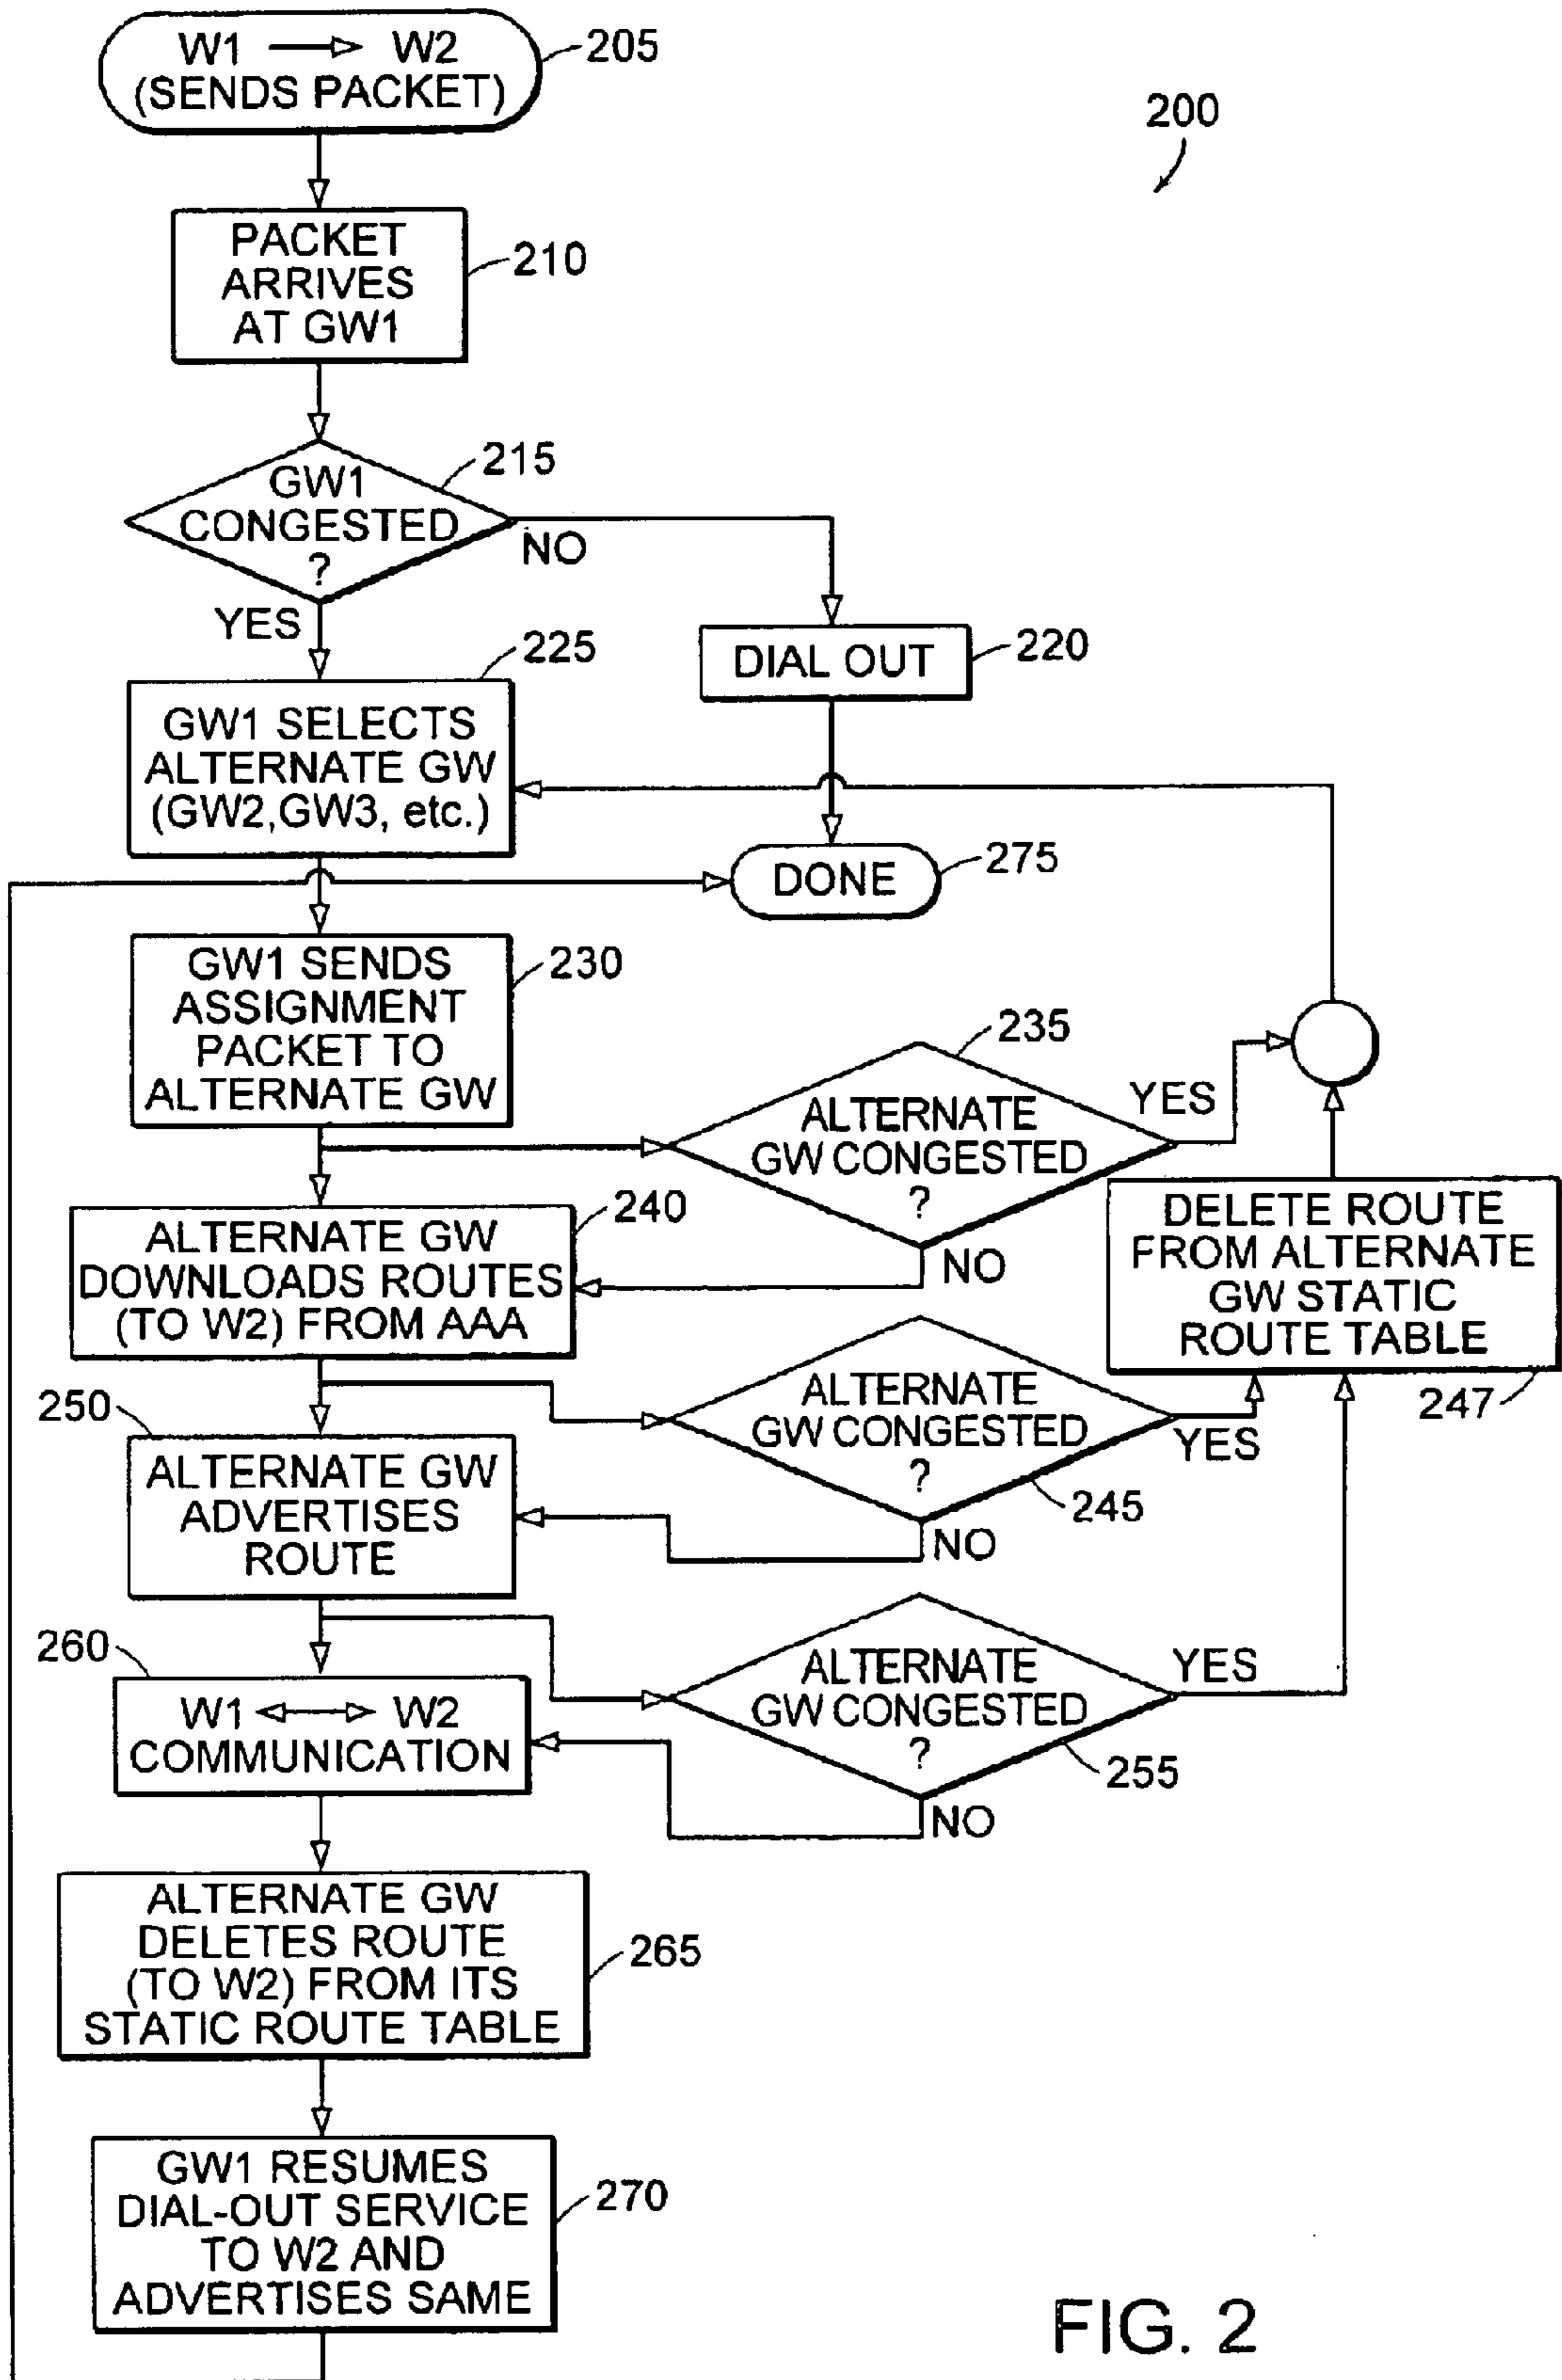 W1 → W2
(SENDS PACKET)
205
200
PACKET
ARRIVES
AT GW1
210
GW1
CONGESTED
?
215
NO
YES
DIAL OUT
220
225
GW1 SELECTS
ALTERNATE GW
(GW2,GW3, etc.)
DONE
275
GW1 SENDS
ASSIGNMENT
PACKET TO
ALTERNATE GW
230
235
ALTERNATE
GW CONGESTED
?
YES
NO
240
ALTERNATE GW
DOWNLOADS ROUTES
(TO W2) FROM AAA
DELETE ROUTE
FROM ALTERNATE
GW STATIC
ROUTE TABLE
247
ALTERNATE
GW CONGESTED
?
YES
245
NO
250
ALTERNATE GW
ADVERTISES
ROUTE
ALTERNATE
GW CONGESTED
?
YES
255
NO
260
W1 ↔ W2
COMMUNICATION
ALTERNATE GW
DELETES ROUTE
(TO W2) FROM ITS
STATIC ROUTE TABLE
265
GW1 RESUMES
DIAL-OUT SERVICE
TO W2 AND
ADVERTISES SAME
270
FIG. 2